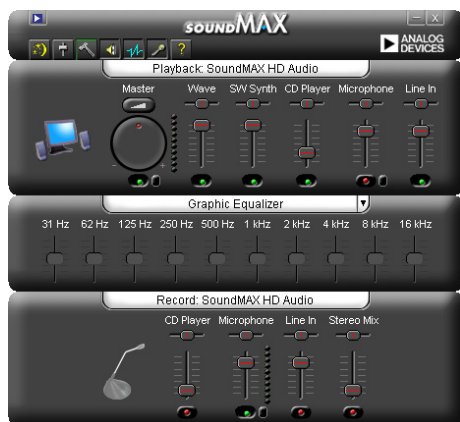 SOUNDMAX
- X
?
ANALOG DEVICES
Playback: SoundMAX HD Audio
Master Wave SW Synth CD Player Microphone Line In
Graphic Equalizer
31 Hz 62 Hz 125 Hz 250 Hz 500 Hz 1 kHz 2 kHz 4 kHz 8 kHz 16 kHz
Record: SoundMAX HD Audio
CD Player Microphone Line In Stereo Mix